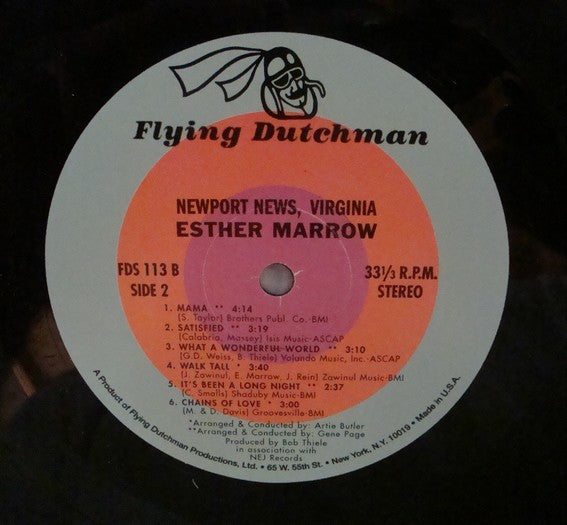 Flying Dutchman
NEWPORT NEWS, VIRGINIA
ESTHER MARROW
FDS 113 B
SIDE 2
33⅓ R.P.M.
STEREO
1. MAMA ** 4:14
(S. Taylor) Brothers Publ. Co.-BMI
2. SATISFIED ** 3:19
(Calabria, Massey) Isis Music-ASCAP
3. WHAT A WONDERFUL WORLD ** 3:10
(G.D. Weiss, B. Thiele) Valando Music, Inc.-ASCAP
4. WALK TALL * 3:40
(J. Zawinul, E. Marrow, J. Rein) Zawinul Music-BMI
5. IT'S BEEN A LONG NIGHT ** 2:37
(C. Smalls) Shaduby Music-BMI
6. CHAINS OF LOVE * 3:00
(M. & D. Davis) Groovesville-BMI
*Arranged & Conducted by: Artie Butler
**Arranged & Conducted by: Gene Page
Produced by Bob Thiele
in association with
NEJ Records
A Product of Flying Dutchman Productions, Ltd. • 65 W. 55th St. • New York, N.Y. 10019 • Made in U.S.A.